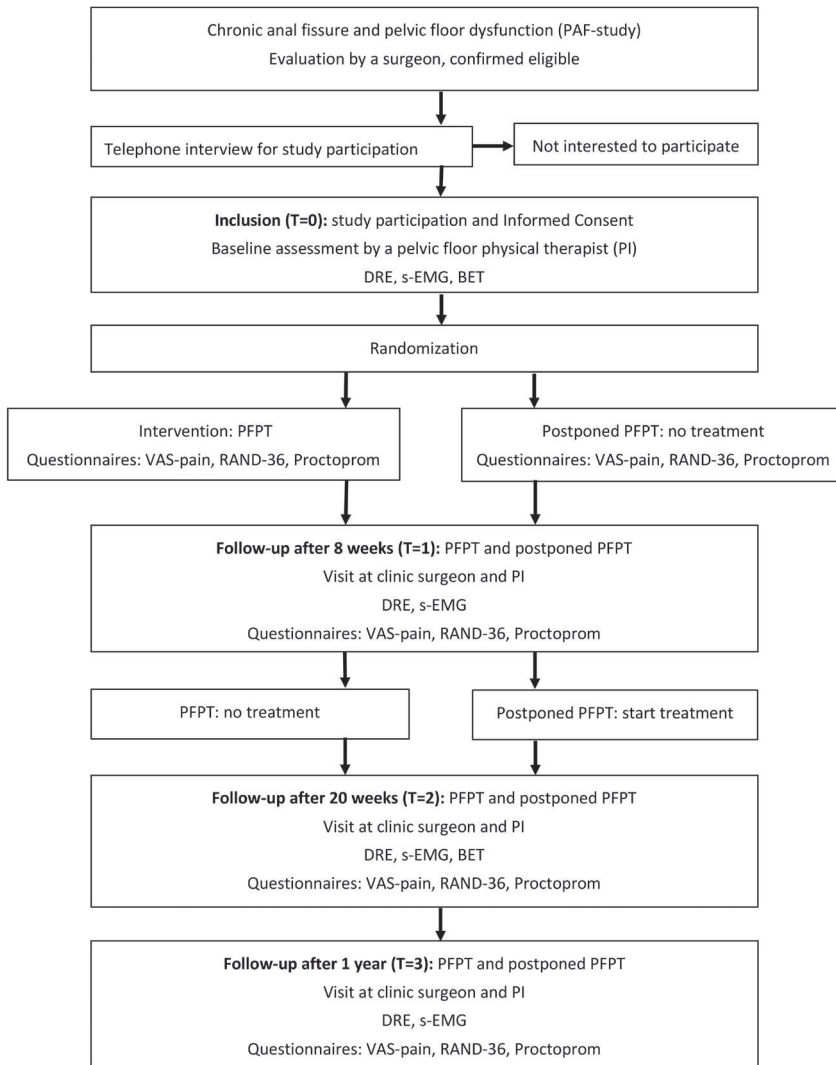 Chronic anal fissure and pelvic floor dysfunction (PAF-study)
Evaluation by a surgeon, confirmed eligible
Telephone interview for study participation
Not interested to participate
Inclusion (T=0): study participation and Informed Consent
Baseline assessment by a pelvic floor physical therapist (PI)
DRE, s-EMG, BET
Randomization
Intervention: PFPT
Questionnaires: VAS-pain, RAND-36, Proctoprom
Postponed PFPT: no treatment
Questionnaires: VAS-pain, RAND-36, Proctoprom
Follow-up after 8 weeks (T=1): PFPT and postponed PFPT
Visit at clinic surgeon and PI
DRE, s-EMG
Questionnaires: VAS-pain, RAND-36, Proctoprom
PFPT: no treatment
Postponed PFPT: start treatment
Follow-up after 20 weeks (T=2): PFPT and postponed PFPT
Visit at clinic surgeon and PI
DRE, s-EMG, BET
Questionnaires: VAS-pain, RAND-36, Proctoprom
Follow-up after 1 year (T=3): PFPT and postponed PFPT
Visit at clinic surgeon and PI
DRE, s-EMG
Questionnaires: VAS-pain, RAND-36, Proctoprom